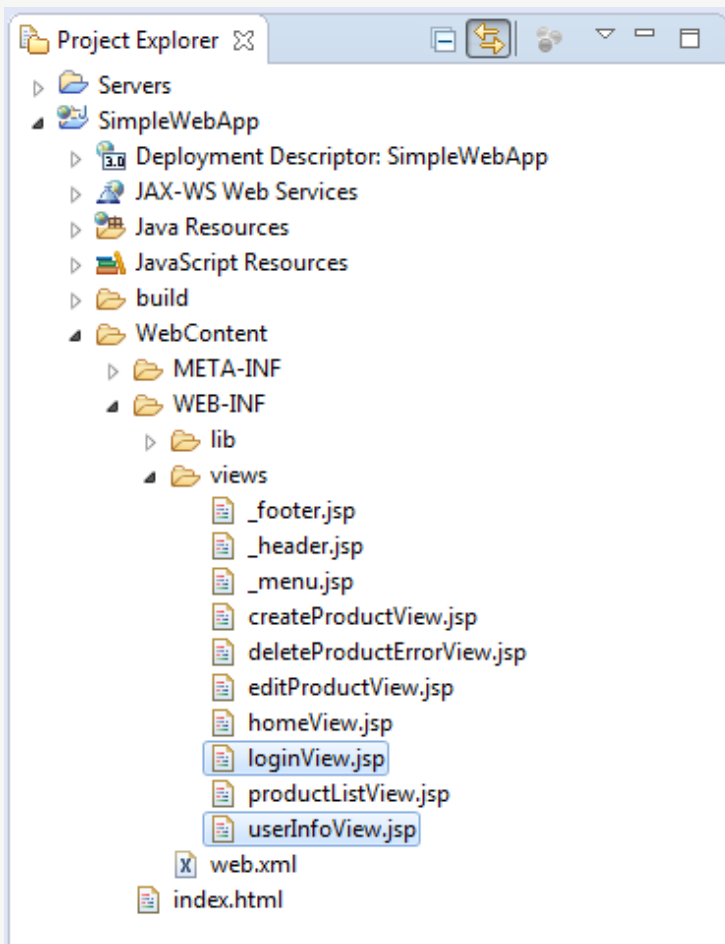 Project Explorer
Servers
SimpleWebApp
3.0 Deployment Descriptor: SimpleWebApp
JAX-WS Web Services
Java Resources
JavaScript Resources
build
WebContent
META-INF
WEB-INF
lib
views
_footer.jsp
_header.jsp
_menu.jsp
createProductView.jsp
deleteProductErrorView.jsp
editProductView.jsp
homeView.jsp
loginView.jsp
productListView.jsp
userInfoView.jsp
X web.xml
index.html